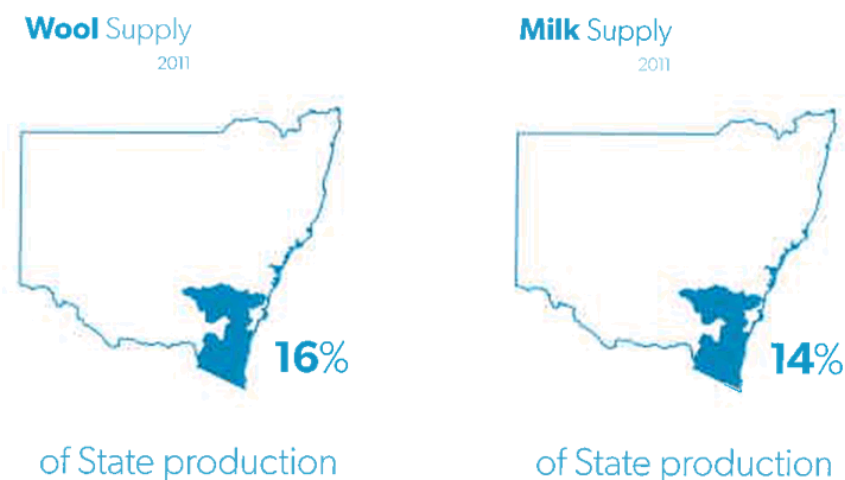 Wool Supply
2011
16%
of State production
Milk Supply
2011
14%
of State production